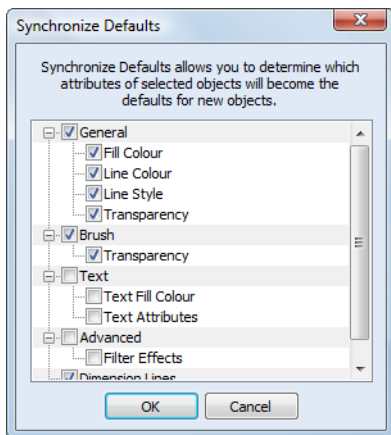 Synchronize Defaults
Synchronize Defaults allows you to determine which
attributes of selected objects will become the
defaults for new objects.
General
Fill Colour
Line Colour
Line Style
Transparency
Brush
Transparency
Text
Text Fill Colour
Text Attributes
Advanced
Filter Effects
Dimension Lines
OK Cancel